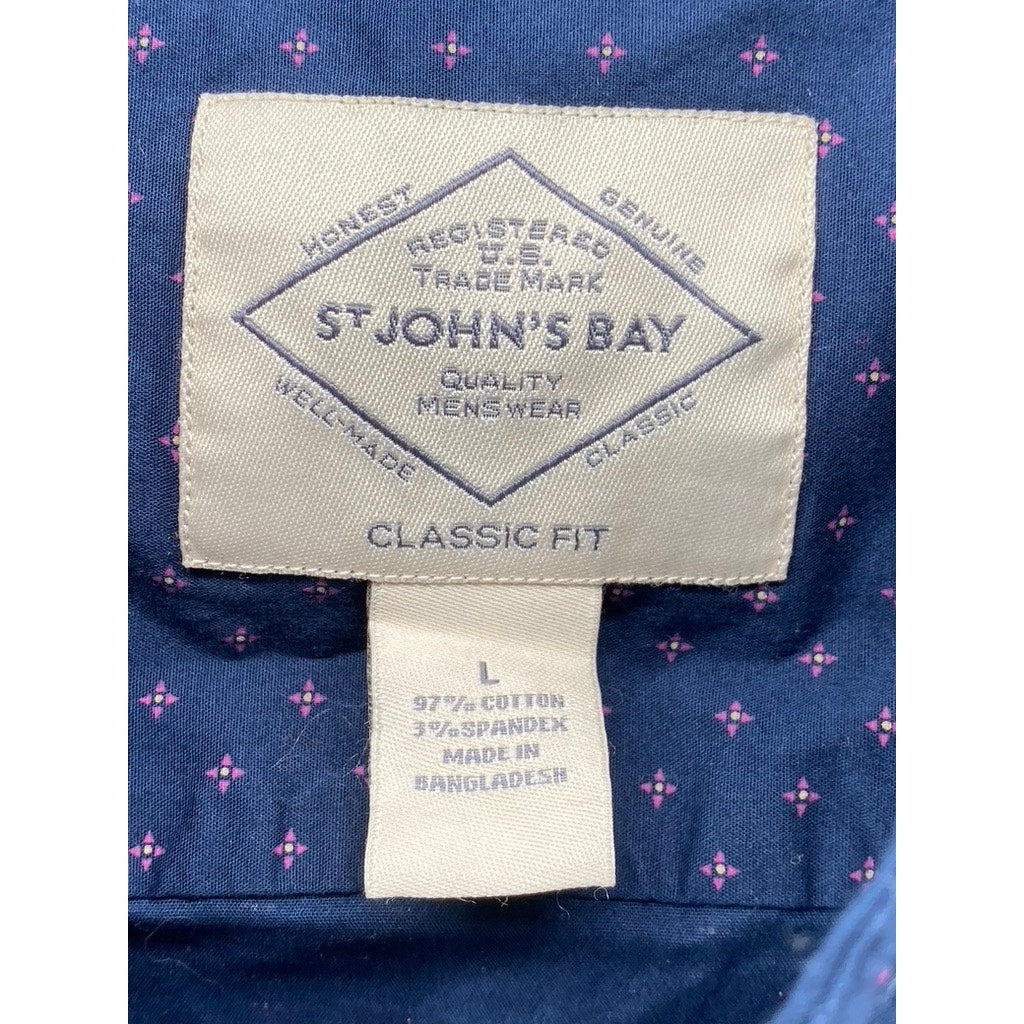 HONEST
GENUINE
REGISTERED
U.S.
TRADE MARK
ST JOHN'S BAY
QUALITY
MENSWEAR
WELL-MADE
CLASSIC
CLASSIC FIT
L
97% COTTON
3% SPANDEX
MADE IN
BANGLADESH